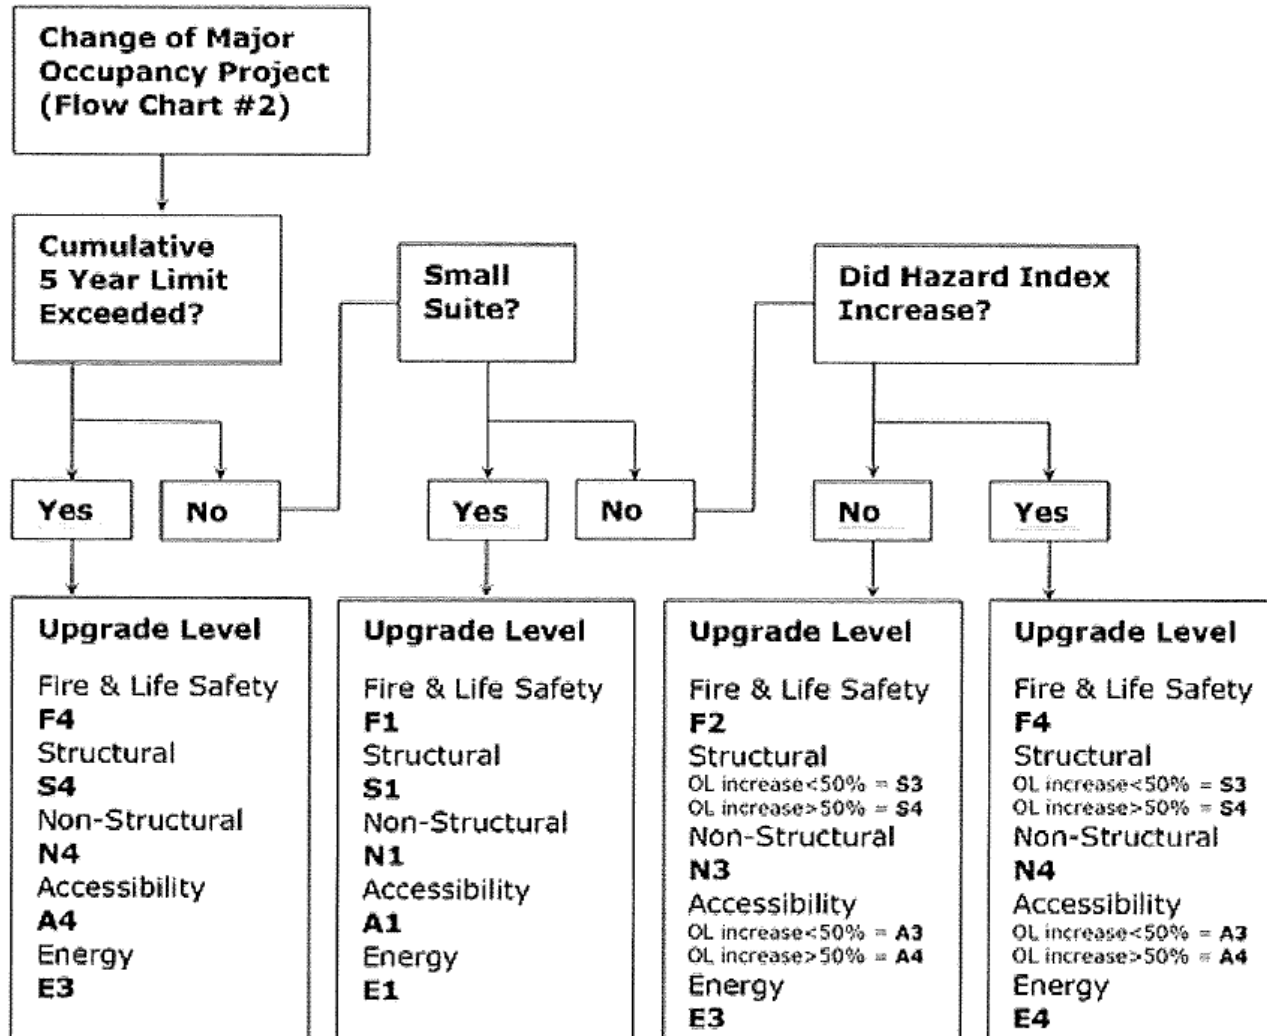 Change of Major
Occupancy Project
(Flow Chart #2)
Cumulative
5 Year Limit
Exceeded?
Small
Suite?
Did Hazard Index
Increase?
Yes
No
Yes
No
No
Yes
Upgrade Level
Fire & Life Safety
F4
Structural
S4
Non-Structural
N4
Accessibility
A4
Energy
E3
Upgrade Level
Fire & Life Safety
F1
Structural
S1
Non-Structural
N1
Accessibility
A1
Energy
E1
Upgrade Level
Fire & Life Safety
F2
Structural
OL increase<50% = S3
OL increase>50% = S4
Non-Structural
N3
Accessibility
OL increase<50% = A3
OL increase>50% = A4
Energy
E3
Upgrade Level
Fire & Life Safety
F4
Structural
OL increase<50% = S3
OL increase>50% = S4
Non-Structural
N4
Accessibility
OL increase<50% = A3
OL increase>50% = A4
Energy
E4